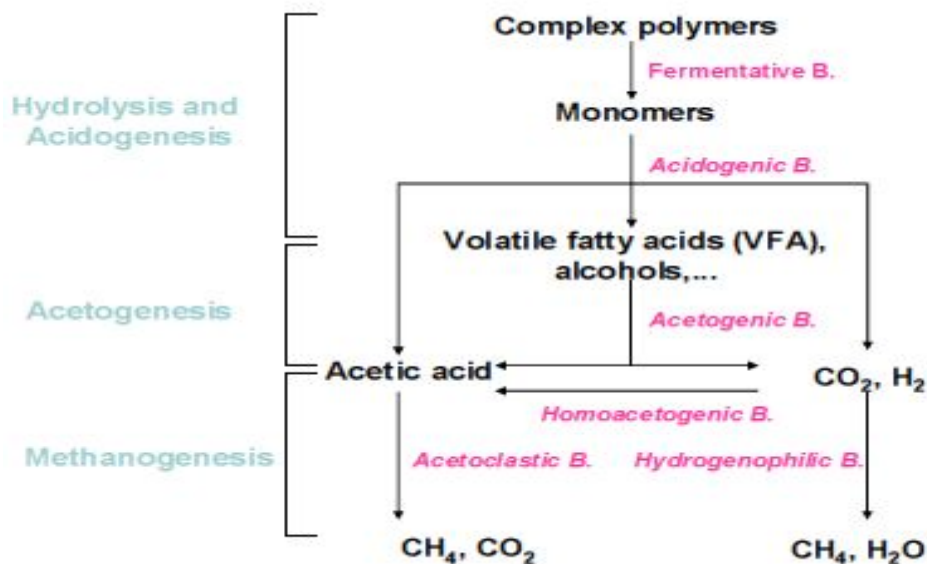 Complex polymers
Fermentative B.
Hydrolysis and
Acidogenesis
Monomers
Acidogenic B.
Volatile fatty acids (VFA),
alcohols,...
Acetogenesis
Acetogenic B.
Acetic acid
CO₂, H₂
Homoacetogenic B.
Methanogenesis
Acetoclastic B.
Hydrogenophilic B.
CH₄, CO₂
CH₄, H₂O